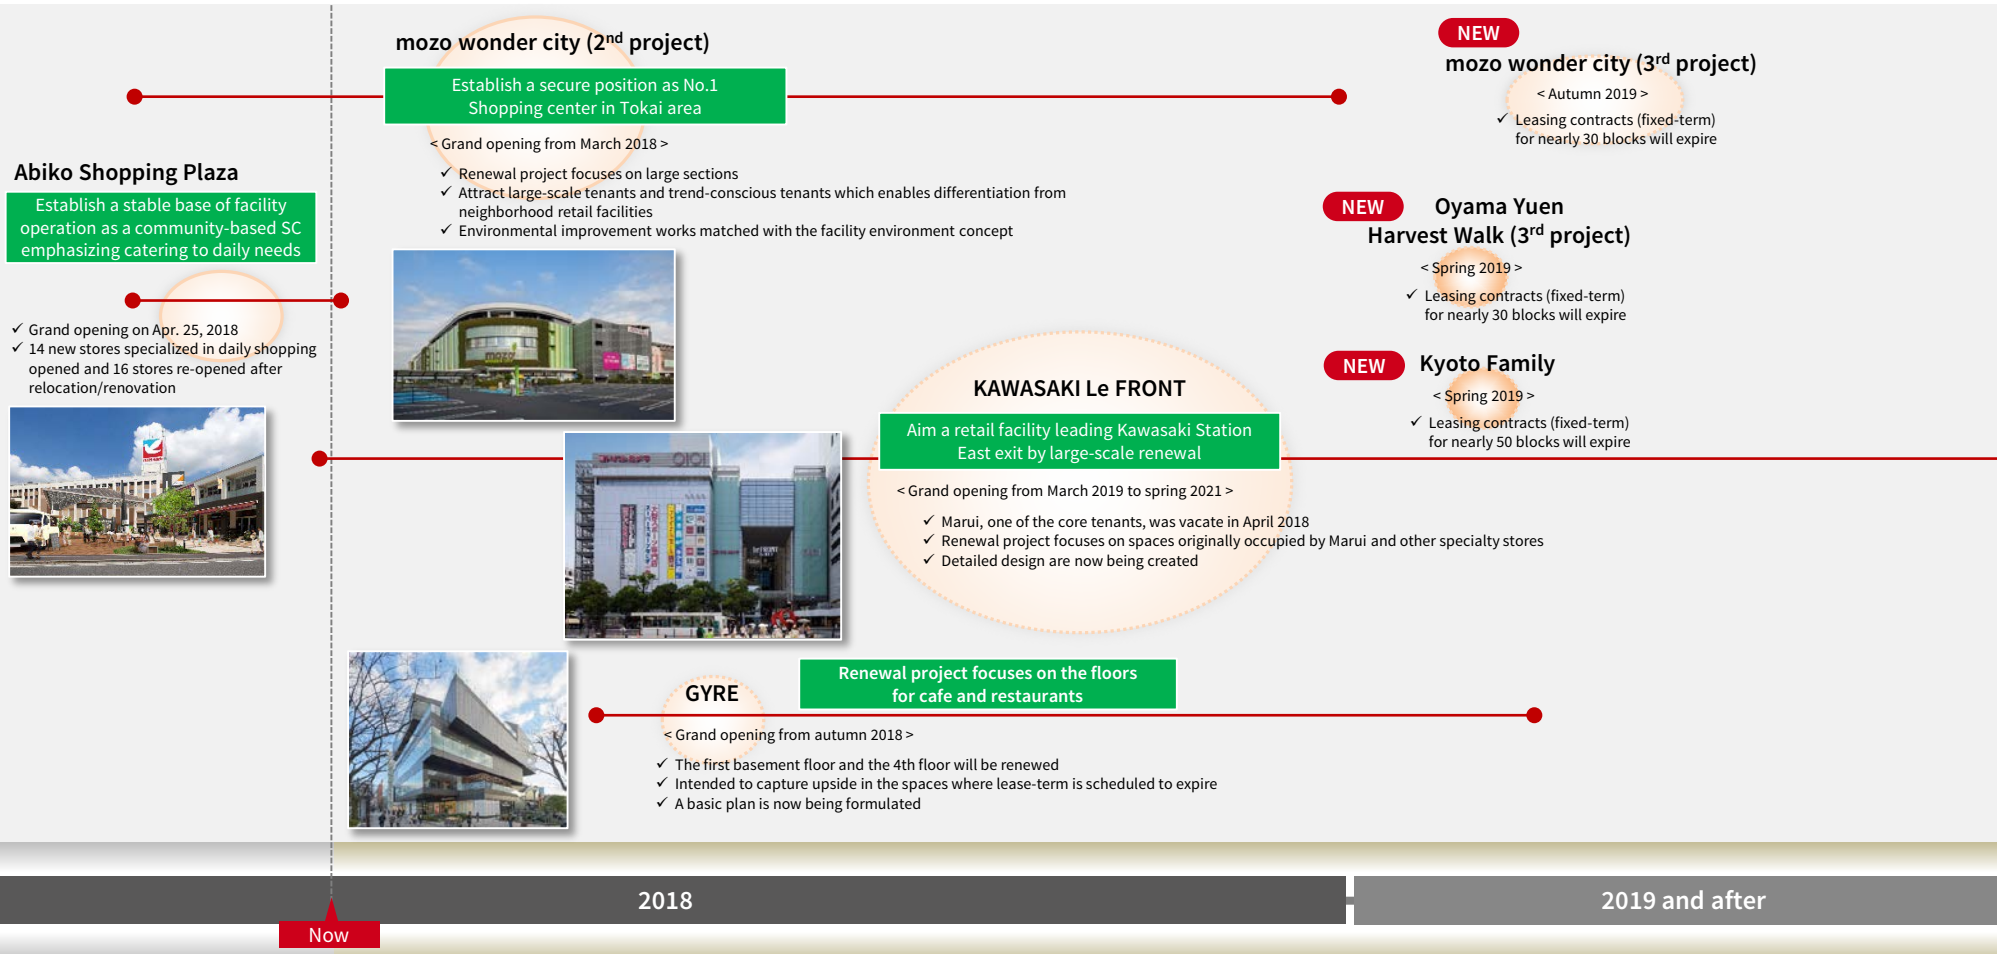 mozo wonder city (2nd project)
Establish a secure position as No.1
Shopping center in Tokai area
< Grand opening from March 2018 >
✓ Renewal project focuses on large sections
✓ Attract large-scale tenants and trend-conscious tenants which enables differentiation from
neighborhood retail facilities
✓ Environmental improvement works matched with the facility environment concept
mozo
NEW
mozo wonder city (3rd project)
< Autumn 2019 >
✓ Leasing contracts (fixed-term)
for nearly 30 blocks will expire
Abiko Shopping Plaza
Establish a stable base of facility
operation as a community-based SC
emphasizing catering to daily needs
✓ Grand opening on Apr. 25, 2018
✓ 14 new stores specialized in daily shopping
opened and 16 stores re-opened after
relocation/renovation
NEW
Oyama Yuen
Harvest Walk (3rd project)
< Spring 2019 >
✓ Leasing contracts (fixed-term)
for nearly 30 blocks will expire
NEW
Kyoto Family
< Spring 2019 >
✓ Leasing contracts (fixed-term)
for nearly 50 blocks will expire
KAWASAKI Le FRONT
Aim a retail facility leading Kawasaki Station
East exit by large-scale renewal
< Grand opening from March 2019 to spring 2021 >
✓ Marui, one of the core tenants, was vacate in April 2018
✓ Renewal project focuses on spaces originally occupied by Marui and other specialty stores
✓ Detailed design are now being created
OIOI
GYRE
Renewal project focuses on the floors
for cafe and restaurants
< Grand opening from autumn 2018 >
✓ The first basement floor and the 4th floor will be renewed
✓ Intended to capture upside in the spaces where lease-term is scheduled to expire
✓ A basic plan is now being formulated
2018
2019 and after
Now